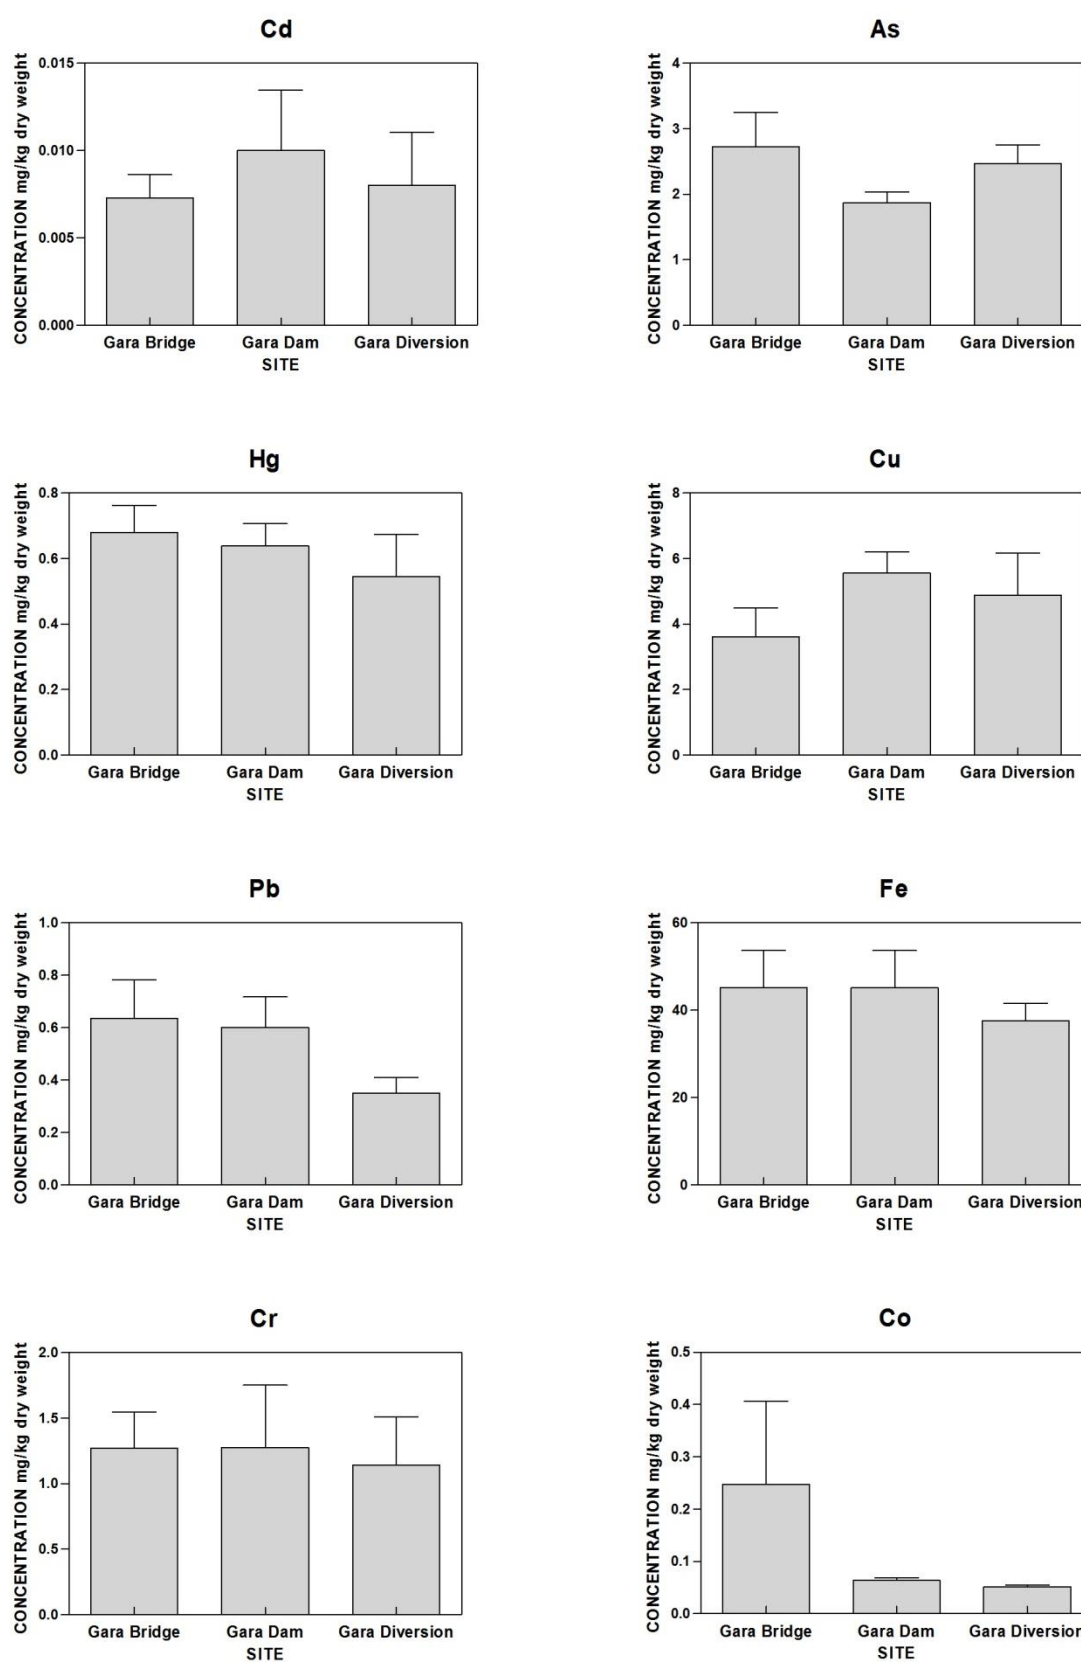 Cd
CONCENTRATION mg/kg dry weight
0.015
0.010
0.005
0.000
Gara Bridge Gara Dam Gara Diversion
SITE
As
CONCENTRATION mg/kg dry weight
4
3
2
1
0
Gara Bridge Gara Dam Gara Diversion
SITE
Hg
CONCENTRATION mg/kg dry weight
0.8
0.6
0.4
0.2
0.0
Gara Bridge Gara Dam Gara Diversion
SITE
Cu
CONCENTRATION mg/kg dry weight
8
6
4
2
0
Gara Bridge Gara Dam Gara Diversion
SITE
Pb
CONCENTRATION mg/kg dry weight
1.0
0.8
0.6
0.4
0.2
0.0
Gara Bridge Gara Dam Gara Diversion
SITE
Fe
CONCENTRATION mg/kg dry weight
60
40
20
0
Gara Bridge Gara Dam Gara Diversion
SITE
Cr
CONCENTRATION mg/kg dry weight
2.0
1.5
1.0
0.5
0.0
Gara Bridge Gara Dam Gara Diversion
SITE
Co
CONCENTRATION mg/kg dry weight
0.5
0.4
0.3
0.2
0.1
0.0
Gara Bridge Gara Dam Gara Diversion
SITE